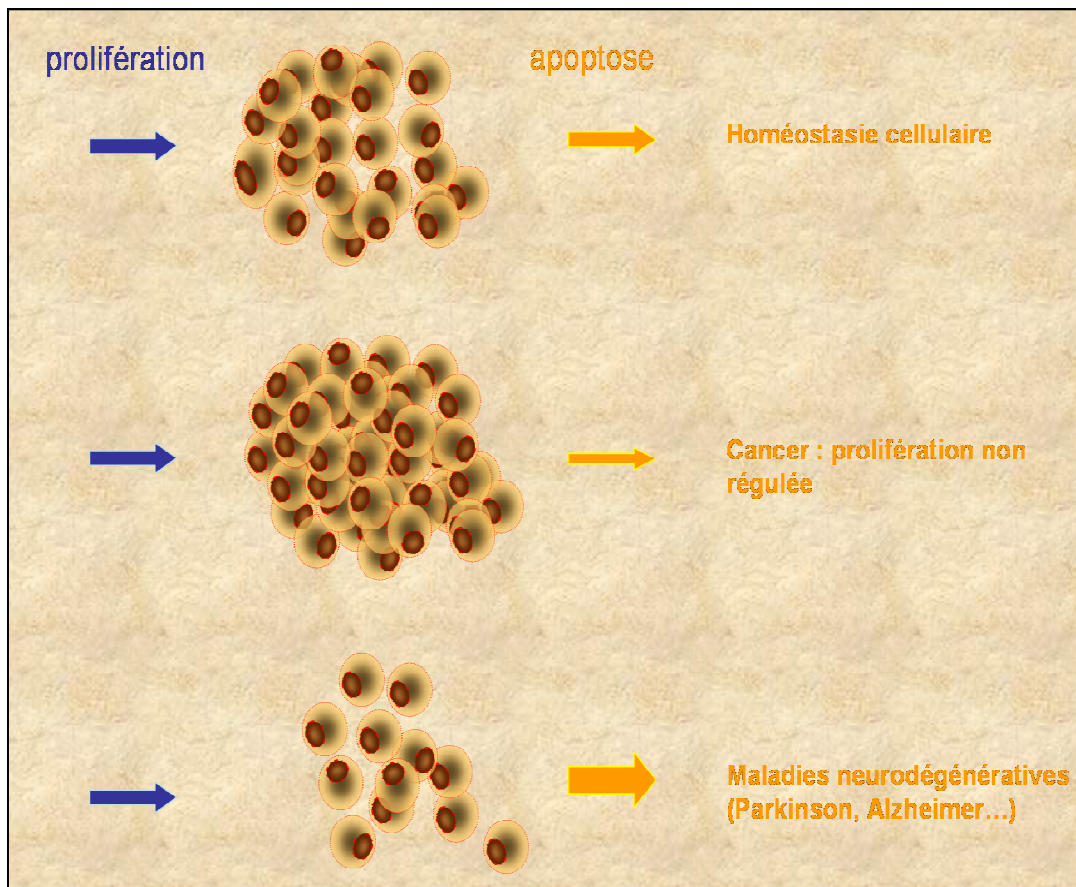 prolifération
apoptose
Homéostasie cellulaire
Cancer : prolifération non
régulée
Maladies neurodégénératives
(Parkinson, Alzheimer…)